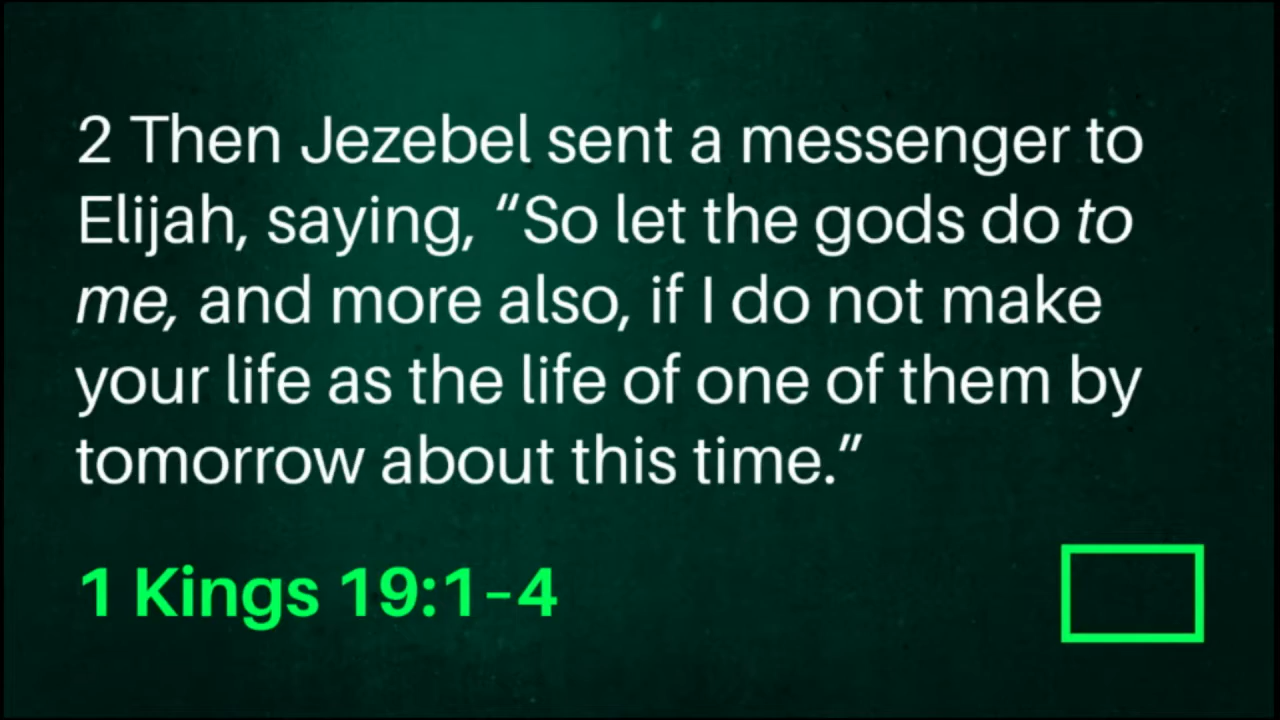 2 Then Jezebel sent a messenger to
Elijah, saying, “So let the gods do to
me, and more also, if I do not make
your life as the life of one of them by
tomorrow about this time.”
1 Kings 19:1–4